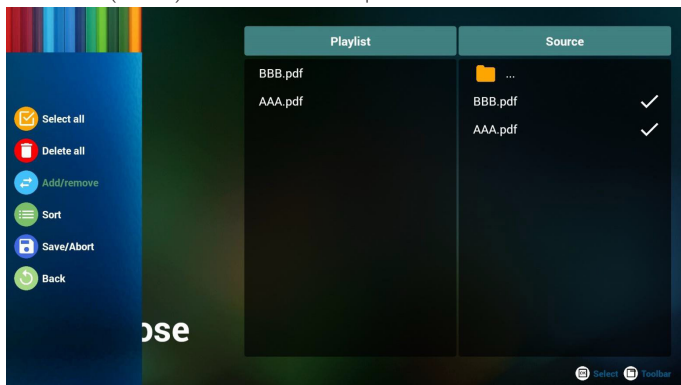 Playlist
Source
BBB.pdf
AAA.pdf
...
BBB.pdf
AAA.pdf
Select all
Delete all
Add/remove
Sort
Save/Abort
Back
ose
Select
Toolbar